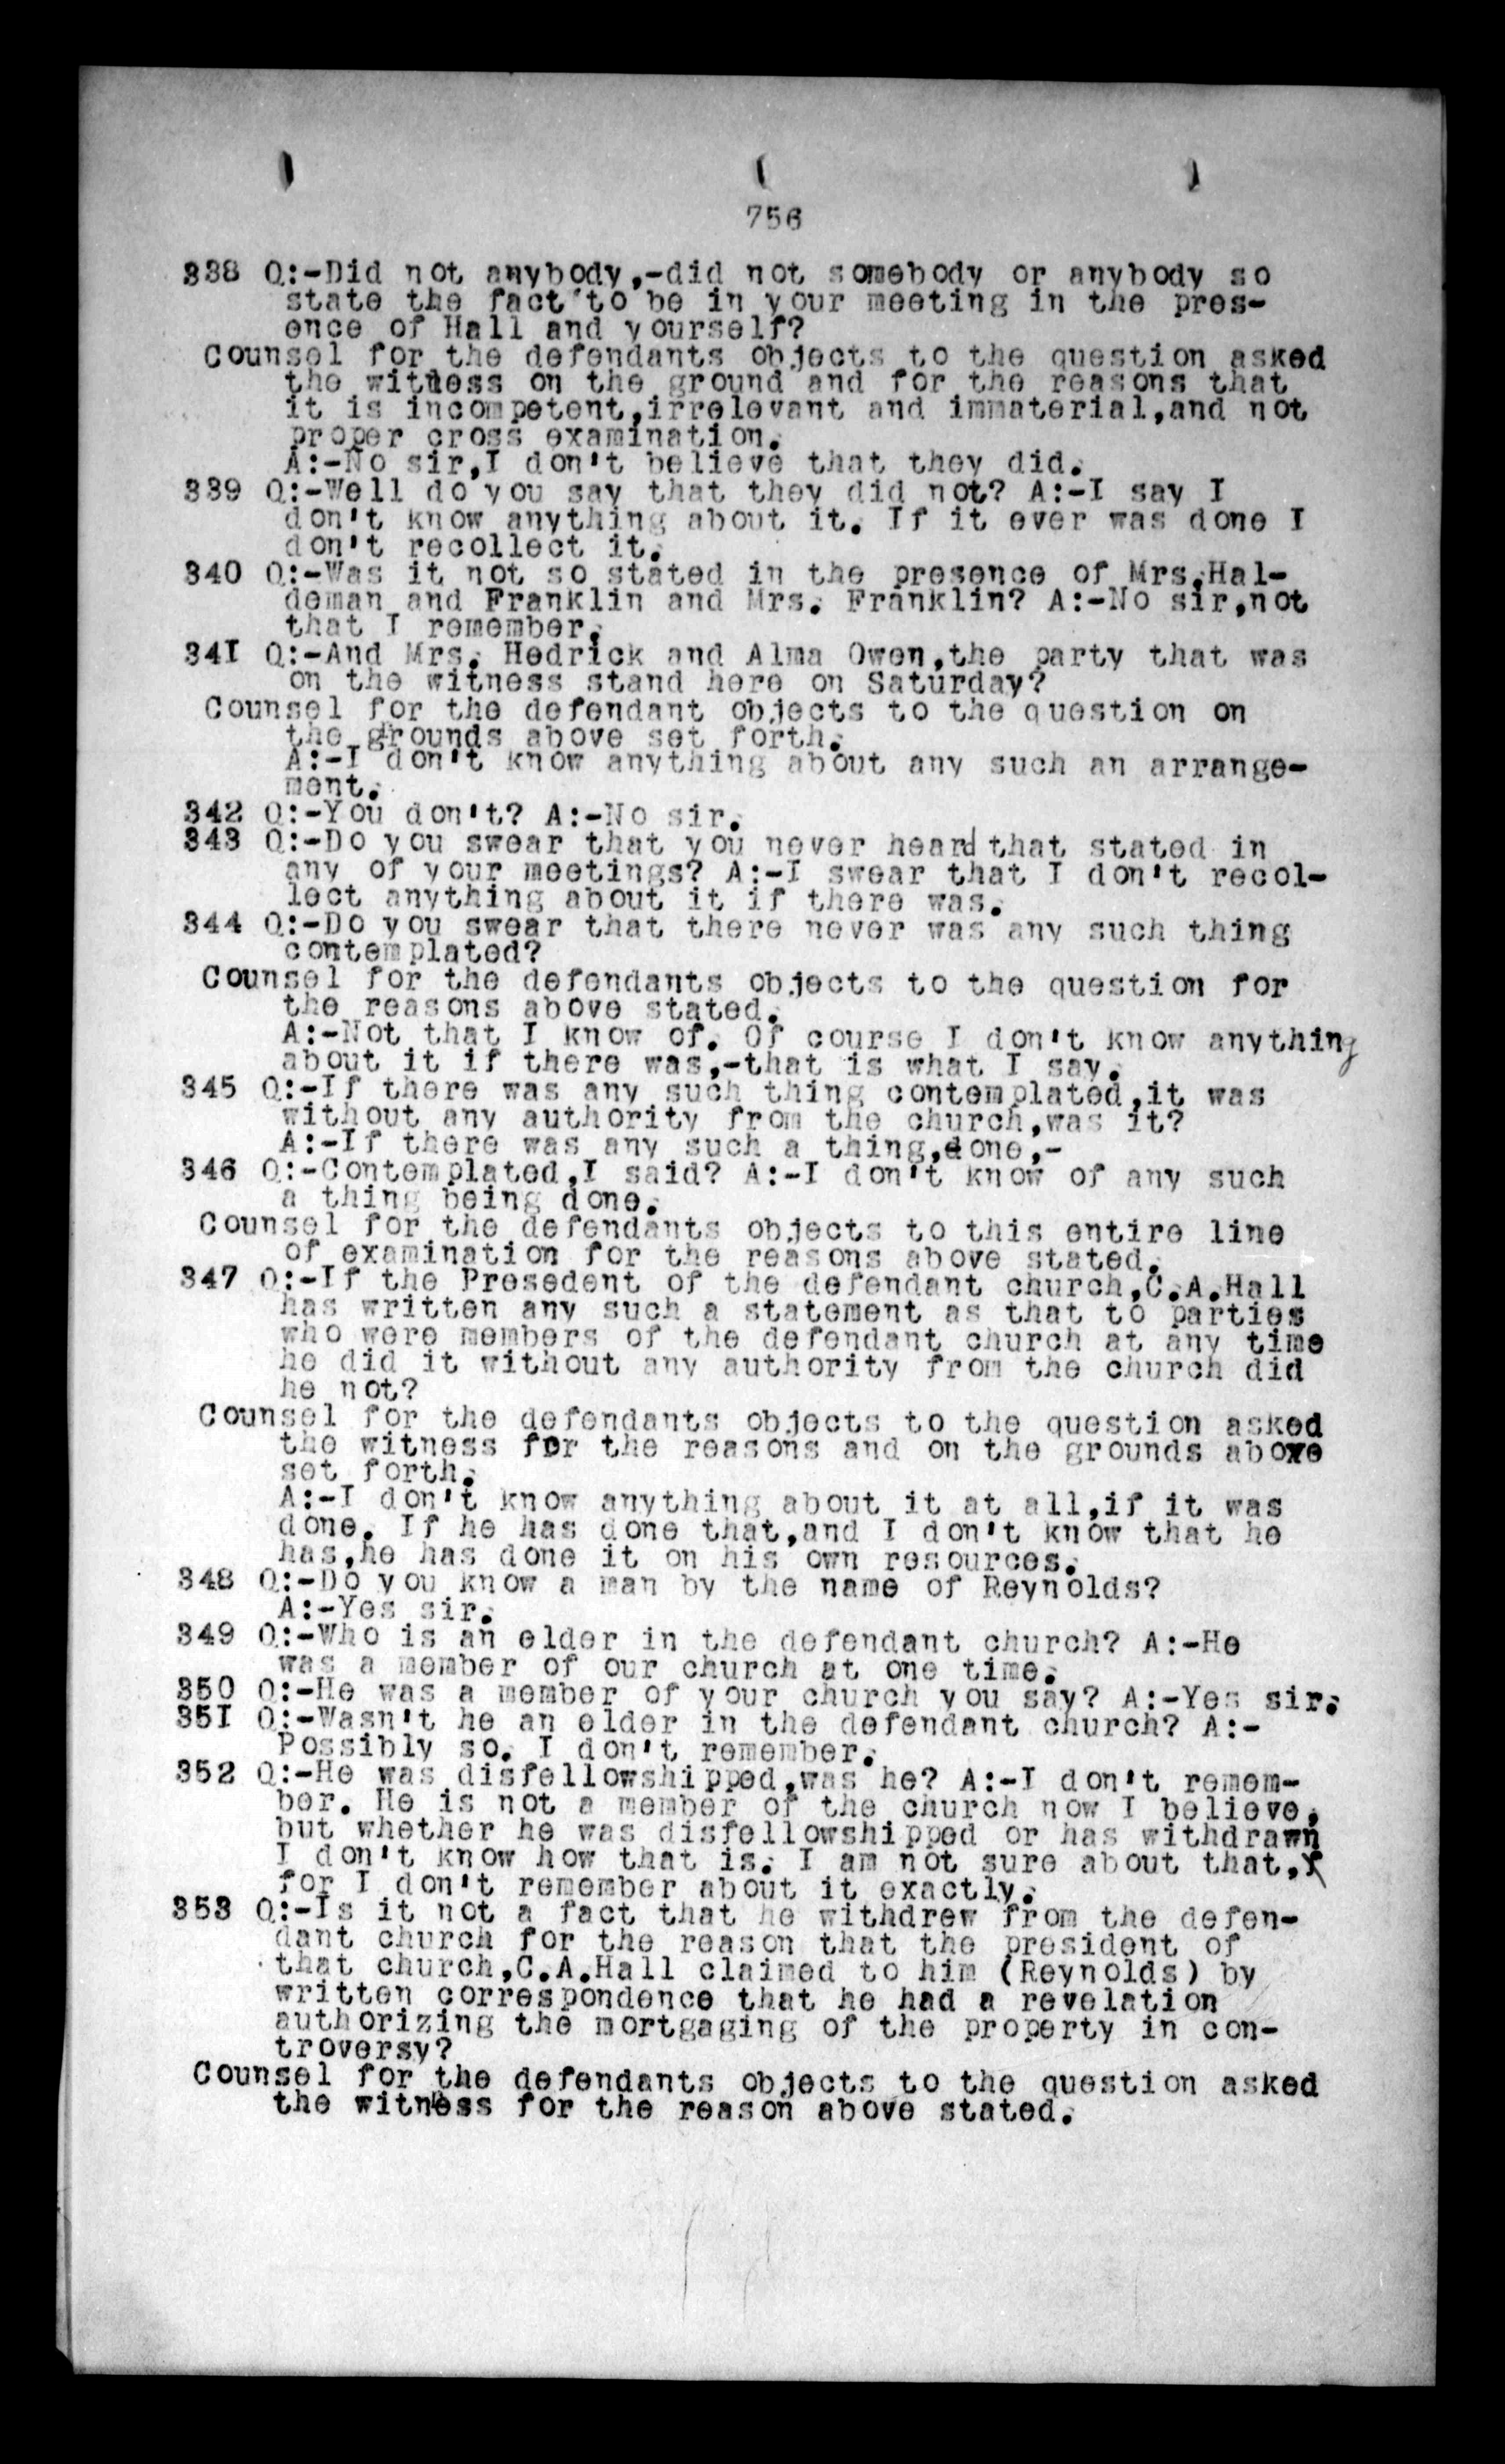 756
338 Q:-Did not anybody,-did not somebody or anybody so
state the fact to be in your meeting in the pres-
ence of Hall and yourself?
Counsel for the defendants objects to the question asked
the witness on the ground and for the reasons that
it is incompetent,irrelevant and immaterial,and not
proper cross examination.
A:-No sir,I don't believe that they did.
339 Q:-Well do you say that they did not? A:-I say I
don't know anything about it. If it ever was done I
don't recollect it.
340 Q:-Was it not so stated in the presence of Mrs.Hal-
deman and Franklin and Mrs. Franklin? A:-No sir,not
that I remember.
341 Q:-And Mrs. Hedrick and Alma Owen,the party that was
on the witness stand here on Saturday?
Counsel for the defendant objects to the question on
the grounds above set forth.
A:-I don't know anything about any such an arrange-
ment.
342 Q:-You don't? A:-No sir.
343 Q:-Do you swear that you never heard that stated in
any of your meetings? A:-I swear that I don't recol-
lect anything about it if there was.
344 Q:-Do you swear that there never was any such thing
contemplated?
Counsel for the defendants objects to the question for
the reasons above stated.
A:-Not that I know of. Of course I don't know anything
about it if there was,-that is what I say.
345 Q:-If there was any such thing contemplated,it was
without any authority from the church,was it?
A:-If there was any such a thing,done,-
346 Q:-Contemplated,I said? A:-I don't know of any such
a thing being done.
Counsel for the defendants objects to this entire line
of examination for the reasons above stated.
347 Q:-If the Presedent of the defendant church,C.A.Hall
has written any such a statement as that to parties
who were members of the defendant church at any time
he did it without any authority from the church did
he not?
Counsel for the defendants objects to the question asked
the witness for the reasons and on the grounds above
set forth.
A:-I don't know anything about it at all,if it was
done. If he has done that,and I don't know that he
has,he has done it on his own resources.
348 Q:-Do you know a man by the name of Reynolds?
A:-Yes sir.
349 Q:-Who is an elder in the defendant church? A:-He
was a member of our church at one time.
350 Q:-He was a member of your church you say? A:-Yes sir.
351 Q:-Wasn't he an elder in the defendant church? A:-
Possibly so. I don't remember.
352 Q:-He was disfellowshipped,was he? A:-I don't remem-
ber. He is not a member of the church now I believe,
but whether he was disfellowshipped or has withdrawn
I don't know how that is. I am not sure about that,
for I don't remember about it exactly.
353 Q:-Is it not a fact that he withdrew from the defen-
dant church for the reason that the president of
that church,C.A.Hall claimed to him (Reynolds) by
written correspondence that he had a revelation
authorizing the mortgaging of the property in con-
troversy?
Counsel for the defendants objects to the question asked
the witness for the reason above stated.